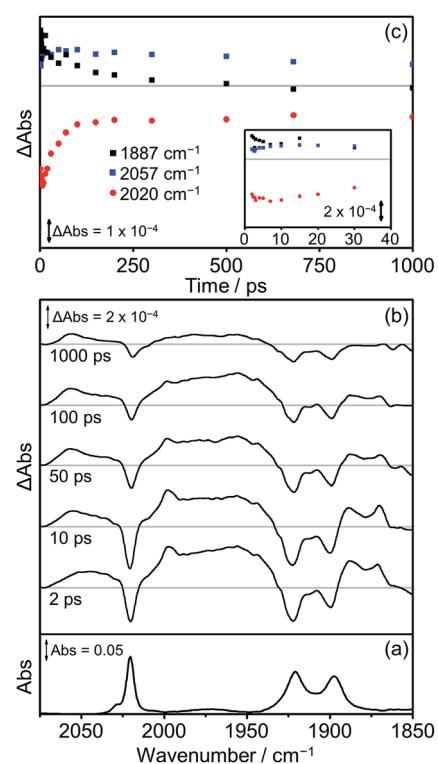 (c)
ΔAbs
1887 cm⁻¹
2057 cm⁻¹
2020 cm⁻¹
ΔAbs = 1 x 10⁻⁴
2 x 10⁻⁴
0 10 20 30 40
0 250 500 750 1000
Time / ps
ΔAbs = 2 x 10⁻⁴
(b)
1000 ps
100 ps
ΔAbs
50 ps
10 ps
2 ps
Abs = 0.05
(a)
Abs
2050 2000 1950 1900 1850
Wavenumber / cm⁻¹